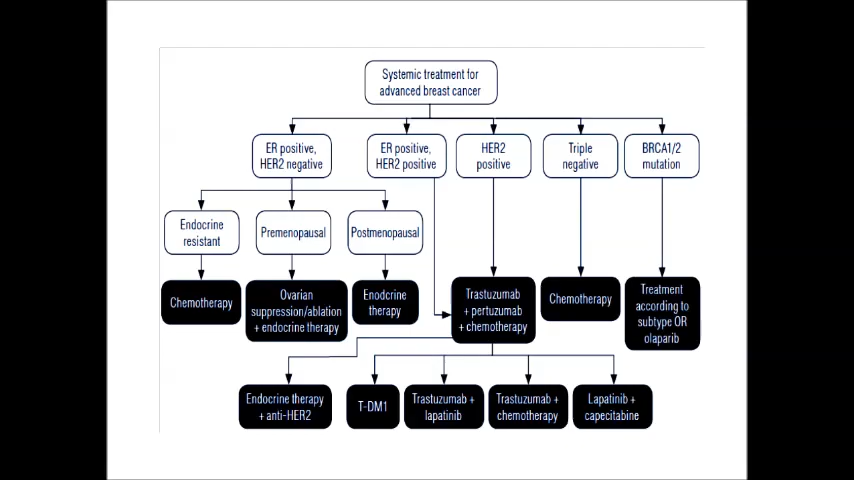 Systemic treatment for
advanced breast cancer
ER positive,
HER2 negative
ER positive,
HER2 positive
HER2
positive
Triple
negative
BRCA1/2
mutation
Endocrine
resistant
Premenopausal
Postmenopausal
Chemotherapy
Ovarian
suppression/ablation
+ endocrine therapy
Enodcrine
therapy
Trastuzumab
+ pertuzumab
+ chemotherapy
Chemotherapy
Treatment
according to
subtype OR
olaparib
Endocrine therapy
+ anti-HER2
T-DM1
Trastuzumab +
lapatinib
Trastuzumab +
chemotherapy
Lapatinib +
capecitabine